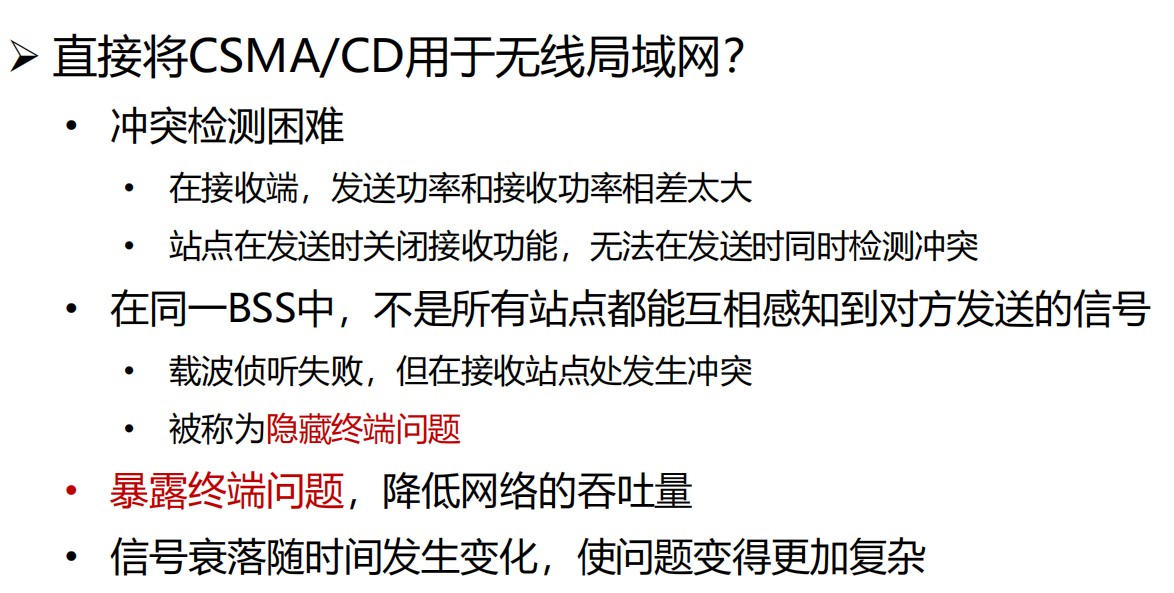 ➢ 直接将CSMA/CD用于无线局域网？
• 冲突检测困难
• 在接收端，发送功率和接收功率相差太大
• 站点在发送时关闭接收功能，无法在发送时同时检测冲突
• 在同一BSS中，不是所有站点都能互相感知到对方发送的信号
• 载波侦听失败，但在接收站点处发生冲突
• 被称为隐藏终端问题
• 暴露终端问题，降低网络的吞吐量
• 信号衰落随时间发生变化，使问题变得更加复杂